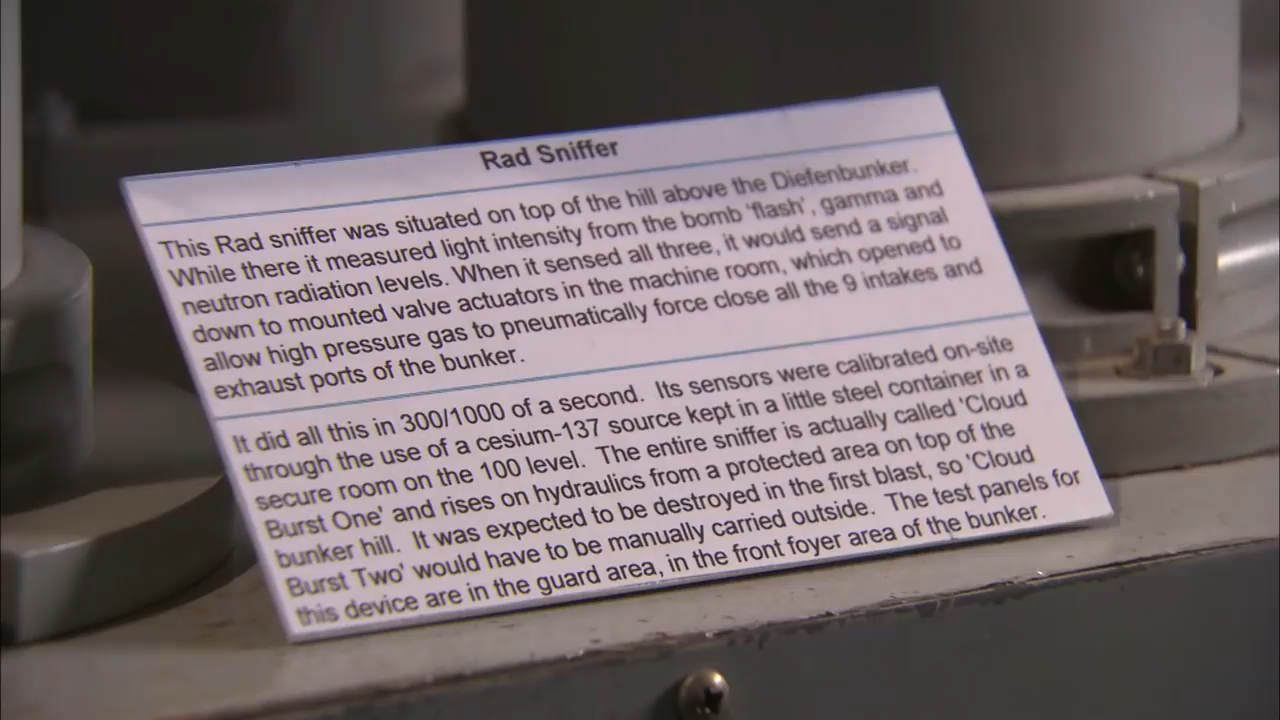 Rad Sniffer
This Rad sniffer was situated on top of the hill above the Diefenbunker.
While there it measured light intensity from the bomb 'flash', gamma and
neutron radiation levels. When it sensed all three, it would send a signal
down to mounted valve actuators in the machine room, which opened to
allow high pressure gas to pneumatically force close all the 9 intakes and
exhaust ports of the bunker.
It did all this in 300/1000 of a second. Its sensors were calibrated on-site
through the use of a cesium-137 source kept in a little steel container in a
secure room on the 100 level. The entire sniffer is actually called 'Cloud
Burst One' and rises on hydraulics from a protected area on top of the
bunker hill. It was expected to be destroyed in the first blast, so 'Cloud
Burst Two' would have to be manually carried outside. The test panels for
this device are in the guard area, in the front foyer area of the bunker.